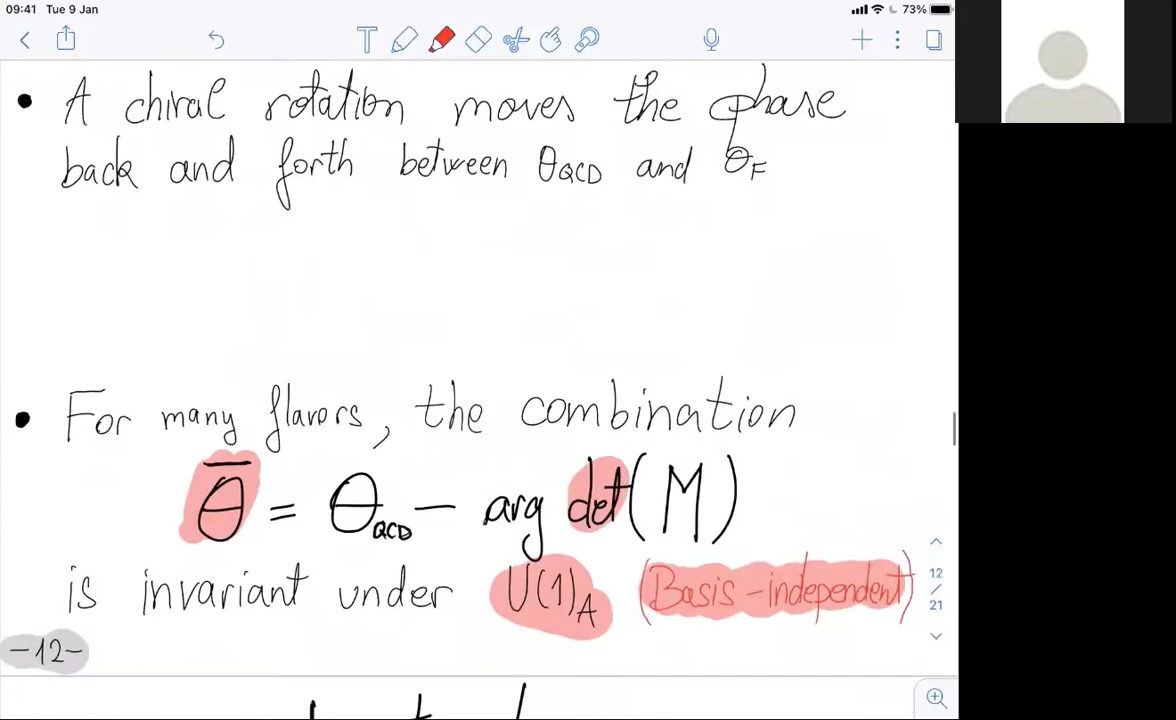 09:41 Tue 9 Jan
73%
• A chiral rotation moves the phase
back and forth between θQCD and θF
• For many flavors, the combination
θ̅ = θQCD − arg det(M)
is invariant under U(1)A (Basis-independent)
12
/
21
-12-